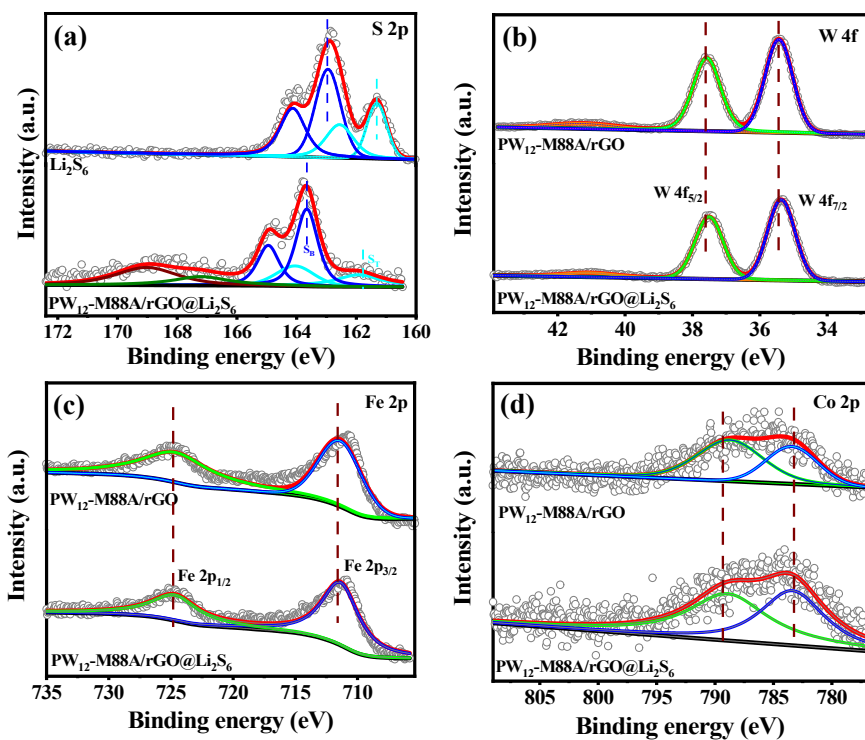 (a)
S 2p
Li₂S₆
S_B
S_T
PW₁₂-M88A/rGO@Li₂S₆
172 170 168 166 164 162 160
Binding energy (eV)
Intensity (a.u.)
(b)
W 4f
PW₁₂-M88A/rGO
W 4f₅/₂
W 4f₇/₂
PW₁₂-M88A/rGO@Li₂S₆
42 40 38 36 34
Binding energy (eV)
Intensity (a.u.)
(c)
Fe 2p
PW₁₂-M88A/rGO
Fe 2p₁/₂
Fe 2p₃/₂
PW₁₂-M88A/rGO@Li₂S₆
735 730 725 720 715 710
Binding energy (eV)
Intensity (a.u.)
(d)
Co 2p
PW₁₂-M88A/rGO
PW₁₂-M88A/rGO@Li₂S₆
805 800 795 790 785 780
Binding energy (eV)
Intensity (a.u.)